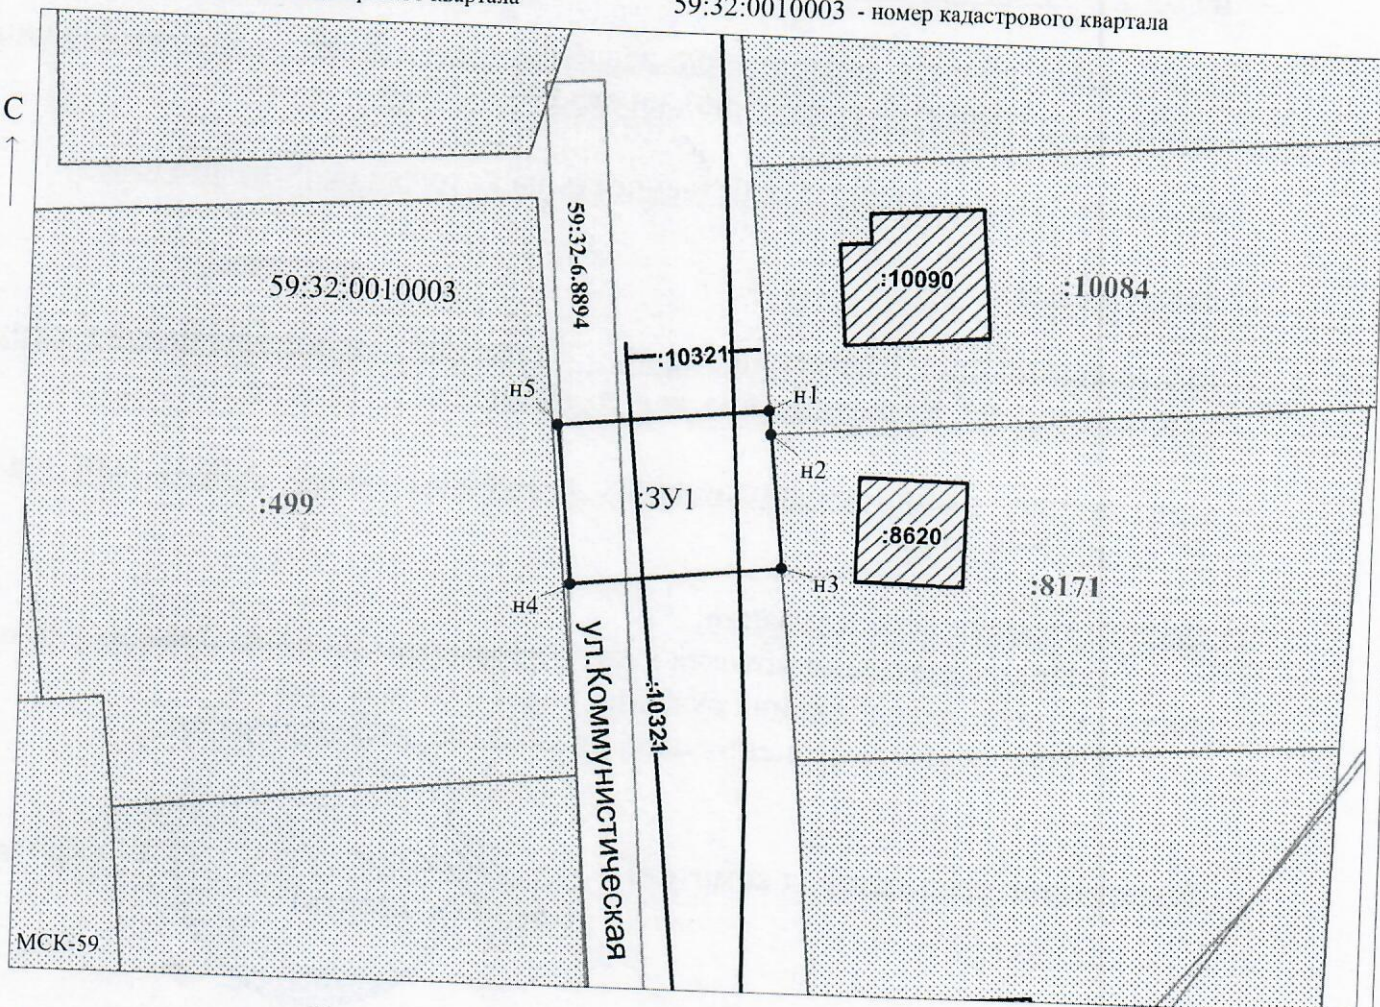 квартала
59:32:0010003 - номер кадастрового квартала
С
59:32-6.8894
59:32:0010003
:10090
:10084
:10321
н5
н1
н2
:499
:ЗУ1
:8620
н3
:8171
н4
ул.Коммунистическая
:10321
МСК-59